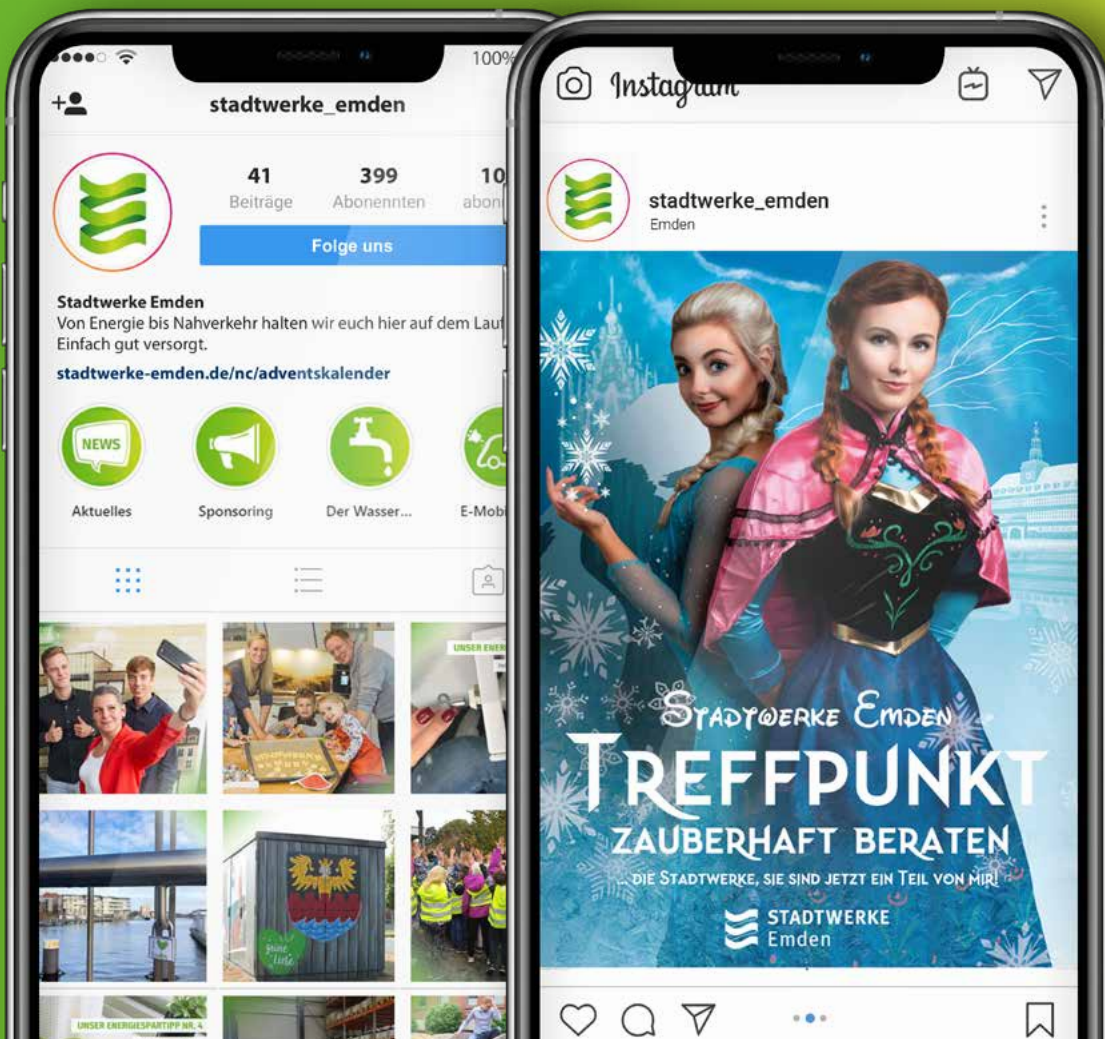 100%
stadtwerke_emden
41
399
10
Beiträge
Abonennten
abon
Folge uns
Stadtwerke Emden
Von Energie bis Nahverkehr halten wir euch hier auf dem Lauf
Einfach gut versorgt.
stadtwerke-emden.de/nc/adventskalender
NEWS
Aktuelles
Sponsoring
Der Wasser...
E-Mobi
UNSER ENER
UNSER ENERGIESPARTIPP NR. 4
Instagram
stadtwerke_emden
Emden
STADTWERKE EMDEN
TREFFPUNKT
ZAUBERHAFT BERATEN
... DIE STADTWERKE, SIE SIND JETZT EIN TEIL VON MIR!
STADTWERKE
Emden